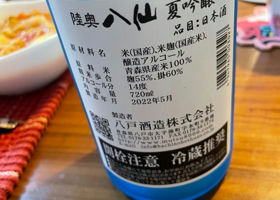 陸奥 八仙 夏吟醸
品目:日本酒
原材料名 米(国産)、米麹(国産)、
醸造アルコール
原料米 青森県産米100%
精米歩合 麹55%、掛60%
アルコール分 14度
内容量 720ml
製造年月 2022年5月
製造者
八戸酒造株式会社
開栓注意 冷蔵推奨